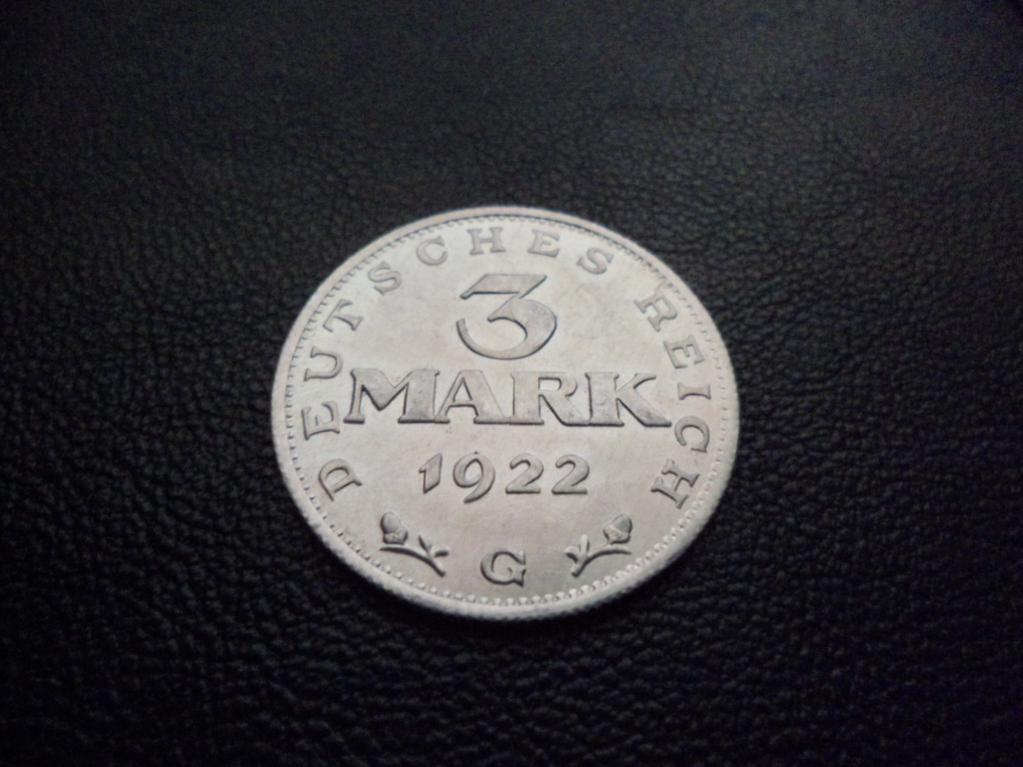 DEUTSCHES REICH
3
MARK
1922
G